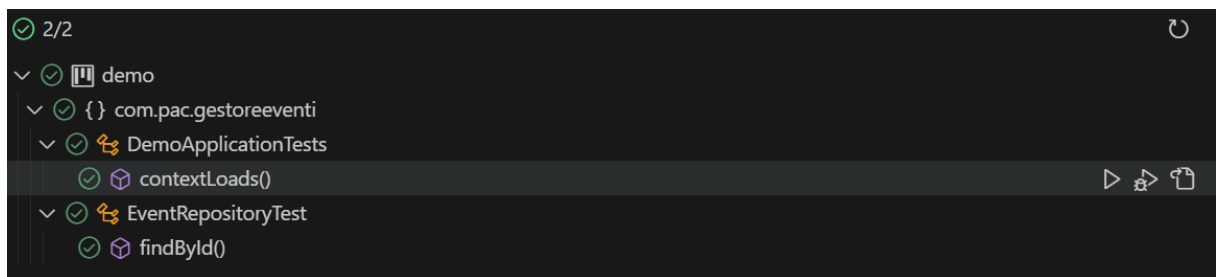 2/2
demo
{} com.pac.gestoreeventi
DemoApplicationTests
contextLoads()
EventRepositoryTest
findById()